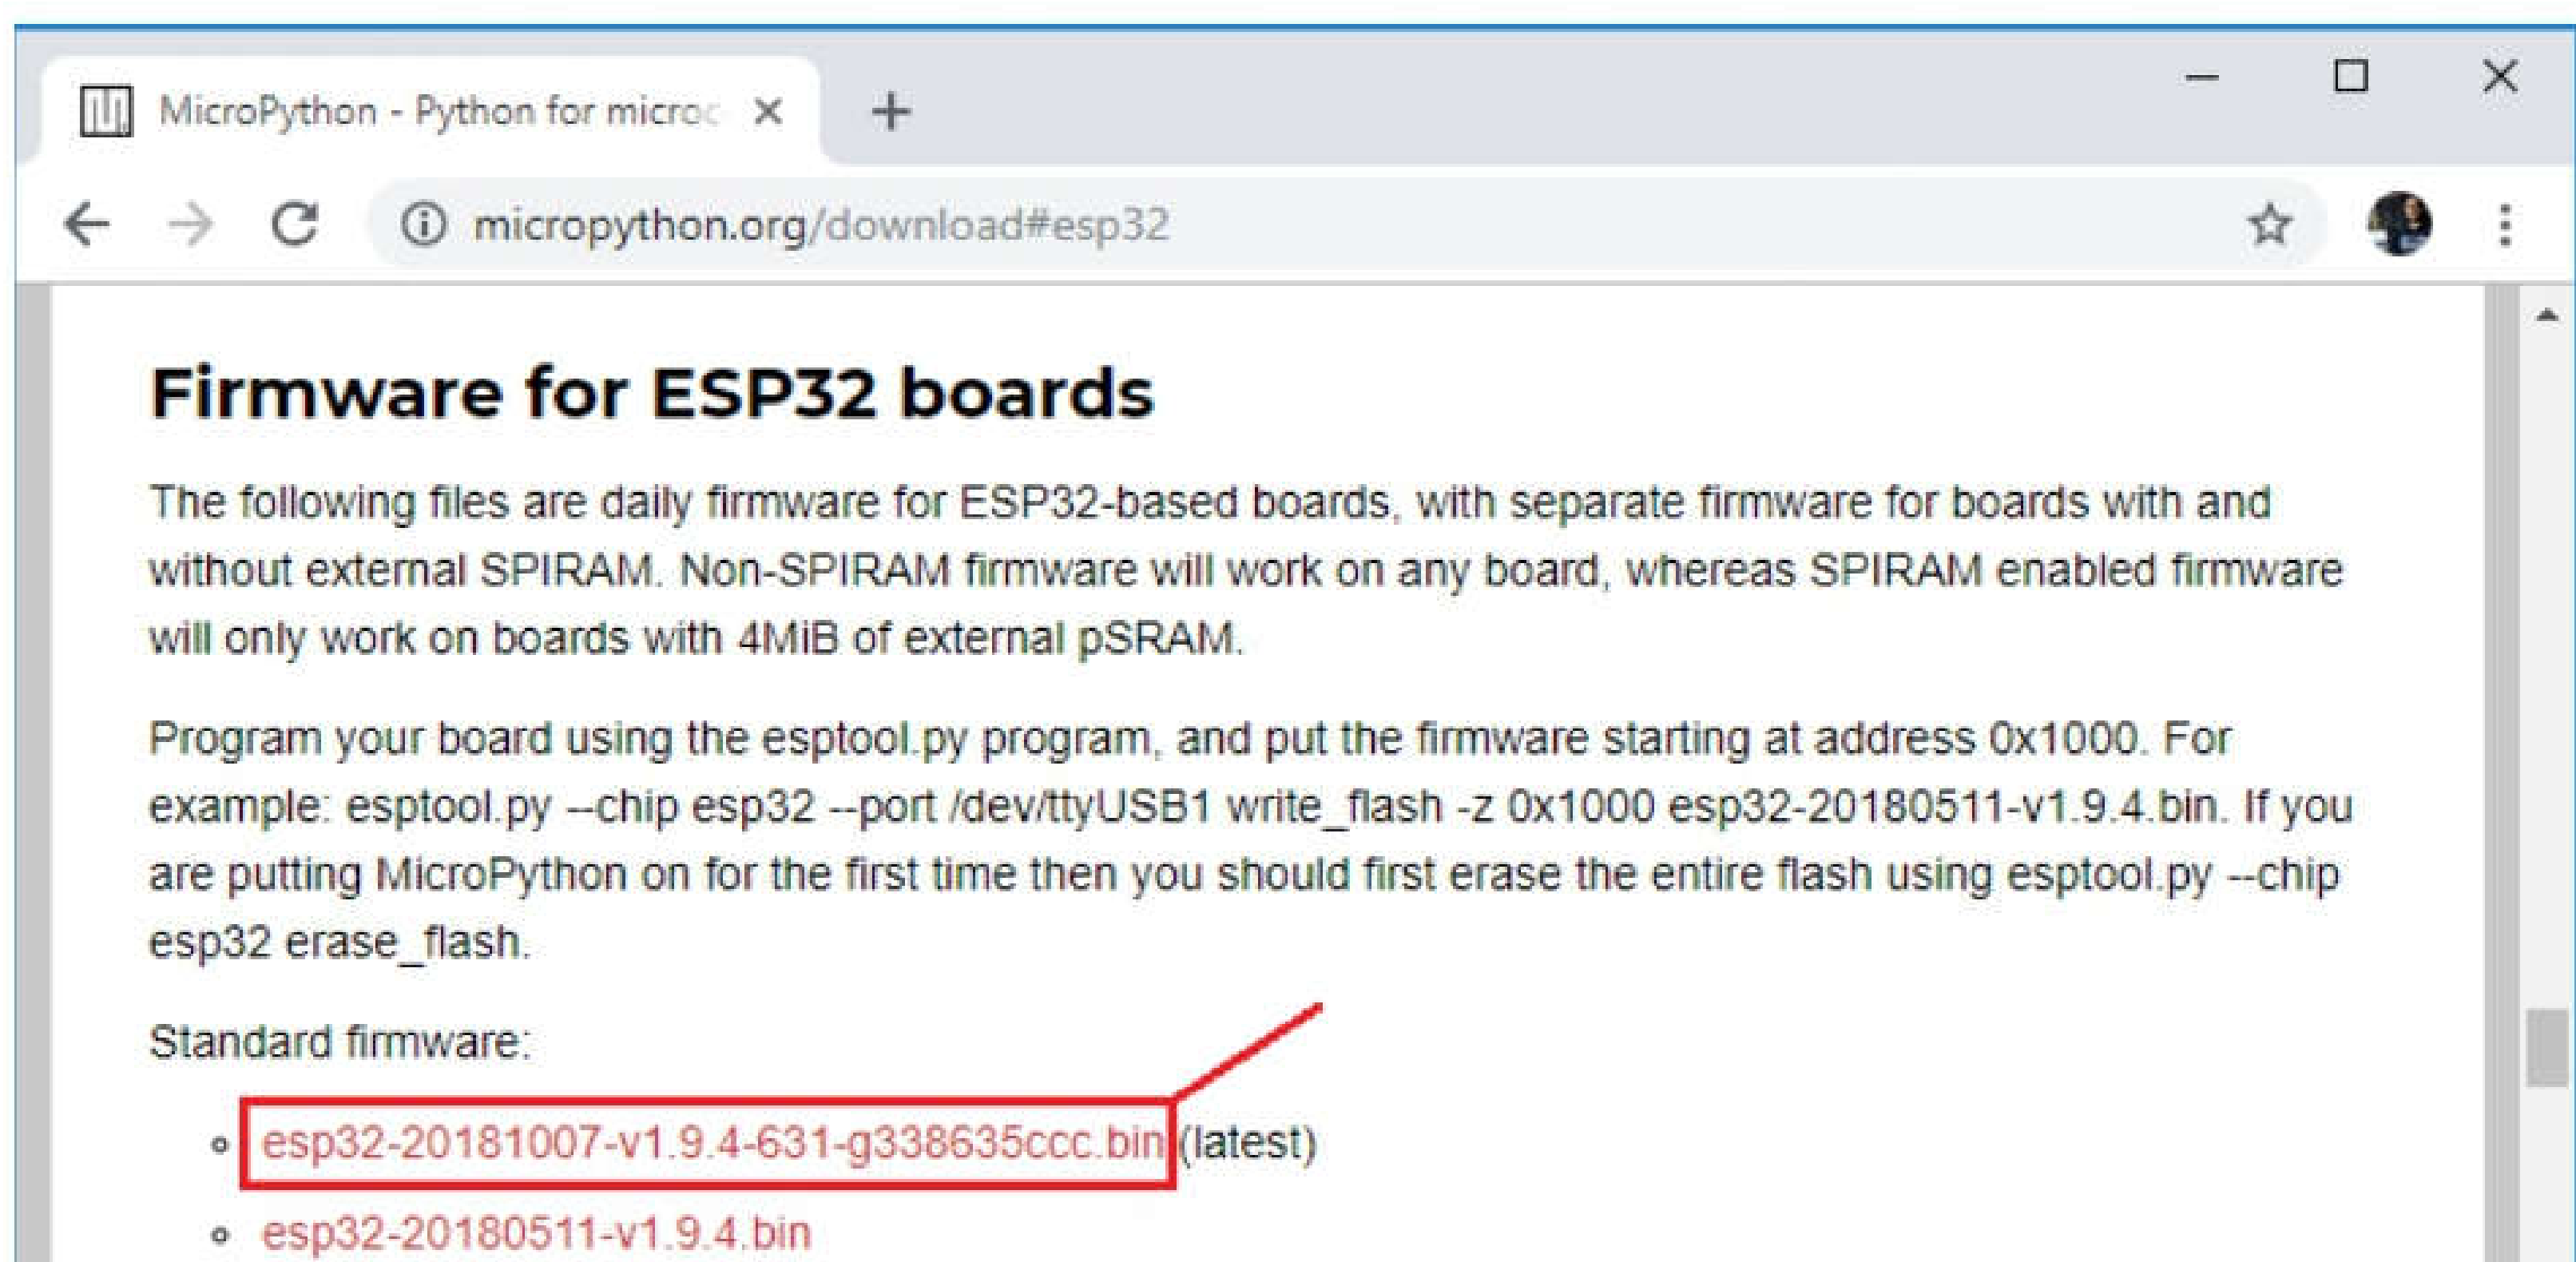 MicroPython - Python for microc
micropython.org/download#esp32
Firmware for ESP32 boards
The following files are daily firmware for ESP32-based boards, with separate firmware for boards with and
without external SPIRAM. Non-SPIRAM firmware will work on any board, whereas SPIRAM enabled firmware
will only work on boards with 4MiB of external pSRAM.
Program your board using the esptool.py program, and put the firmware starting at address 0x1000. For
example: esptool.py --chip esp32 --port /dev/ttyUSB1 write_flash -z 0x1000 esp32-20180511-v1.9.4.bin. If you
are putting MicroPython on for the first time then you should first erase the entire flash using esptool.py --chip
esp32 erase_flash.
Standard firmware:
esp32-20181007-v1.9.4-631-g338635ccc.bin (latest)
esp32-20180511-v1.9.4.bin